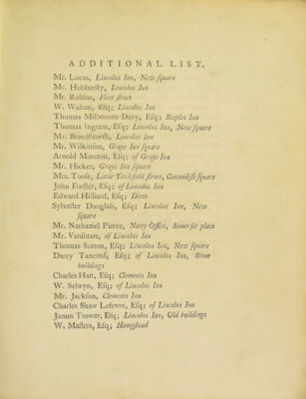 ADDITIONAL LIST.
Mr. Lucas, Lincolns Inn, New square
Mr. Hubbersty, Lincolns Inn
Mr. Robins, Fleet street
W. Walton, Esq; Lincolns Inn
Thomas Milbourne Davy, Esq; Staples Inn
Thomas Ingram, Esq; Lincolns Inn, New square
Mr. Lincolns Inn
Mr. Wilkinson, Grays Inn square
Arnold Moreton, Esq; of Grays Inn
Mr. Hickes, Grays Inn square
Mrs. Toose, Little Titchfield street, Cavendish square
John Forster, Esq; of Lincolns Inn
Edward Hilliard, Esq; Ditto
Sylvester Douglass, Esq; Lincolns Inn, New
square
Mr. Nathaniel Pierce, Navy Office, Somerset place
Mr. Vansittart, of Lincolns Inn
Thomas Sutton, Esq; Lincolns Inn, New square
Darcy Tancred, Esq; of Lincolns Inn, Stone
buildings
Charles Hart, Esq; Clements Inn
W. Selwyn, Esq; of Lincolns Inn
Mr. Jackson, Clements Inn
Charles Shaw Lefevre, Esq; of Lincolns Inn
James Trower, Esq; Lincolns Inn, Old buildings
W. Masters, Esq; Hampstead